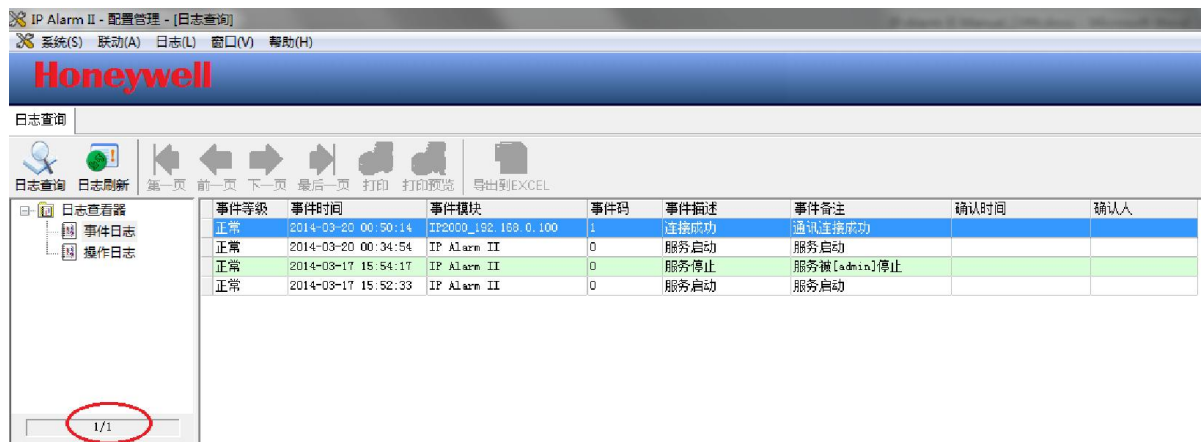 IP Alarm II - 配置管理 - [日志查询]
系统(S) 联动(A) 日志(L) 窗口(V) 帮助(H)
Honeywell
日志查询
日志查询 日志刷新 第一页 前一页 下一页 最后一页 打印 打印预览 导出到EXCEL
日志查看器
事件日志
操作日志
事件等级 事件时间 事件模块 事件码 事件描述 事件备注 确认时间 确认人
正常 2014-03-20 00:50:14 IP2000_192.168.0.100 1 连接成功 通讯连接成功
正常 2014-03-20 00:34:54 IP Alarm II 0 服务启动 服务启动
正常 2014-03-17 15:54:17 IP Alarm II 0 服务停止 服务被[admin]停止
正常 2014-03-17 15:52:33 IP Alarm II 0 服务启动 服务启动
1/1